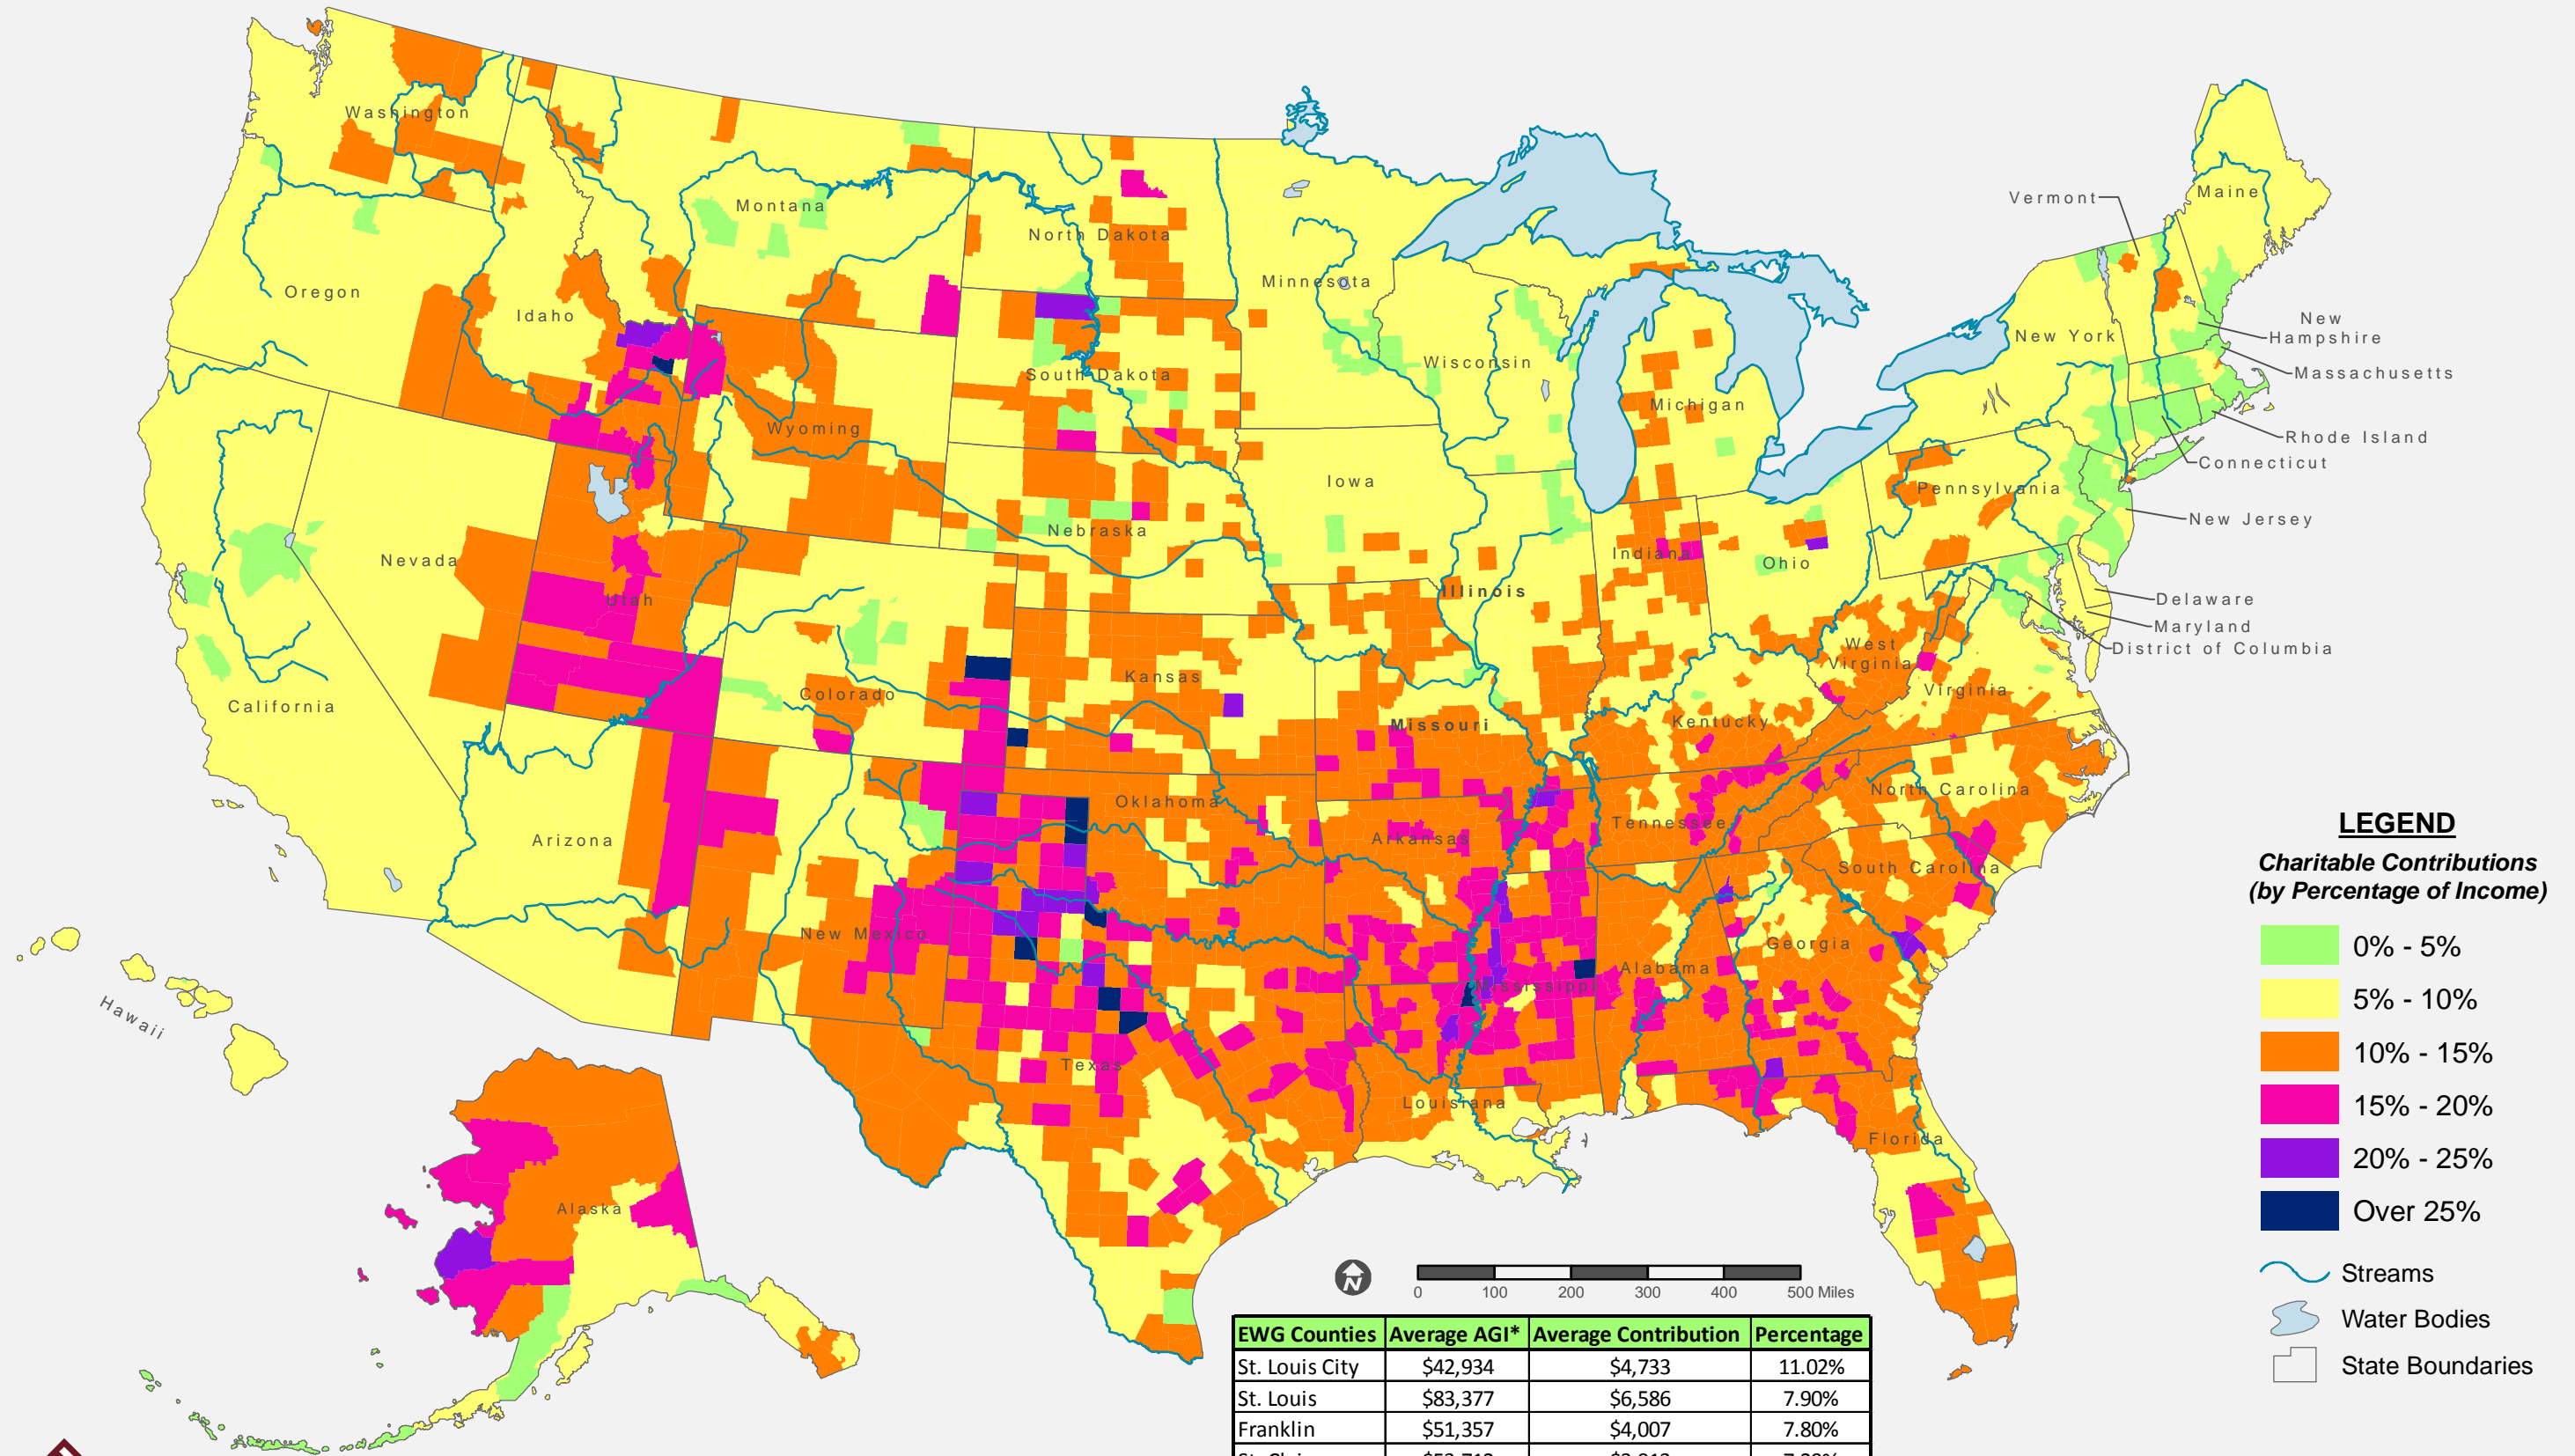 Washington
Montana
North Dakota
Minnesota
Vermont
Maine
Oregon
Idaho
Wisconsin
New York
New
Hampshire
South Dakota
Massachusetts
Wyoming
Michigan
Rhode Island
Connecticut
Iowa
Pennsylvania
New Jersey
Nebraska
Nevada
Indiana
Ohio
Utah
Illinois
Delaware
Maryland
District of Columbia
West
Virginia
Virginia
Kansas
Colorado
California
Missouri
Kentucky
Oklahoma
North Carolina
Arizona
Arkansas
Tennessee
South Carolina
New Mexico
Georgia
Alabama
Mississippi
Hawaii
Texas
Louisiana
Florida
Alaska
LEGEND
Charitable Contributions
(by Percentage of Income)
0% - 5%
5% - 10%
10% - 15%
15% - 20%
20% - 25%
Over 25%
Streams
Water Bodies
State Boundaries
N
0 100 200 300 400 500 Miles
EWG Counties Average AGI* Average Contribution Percentage
St. Louis City $42,934 $4,733 11.02%
St. Louis $83,377 $6,586 7.90%
Franklin $51,357 $4,007 7.80%